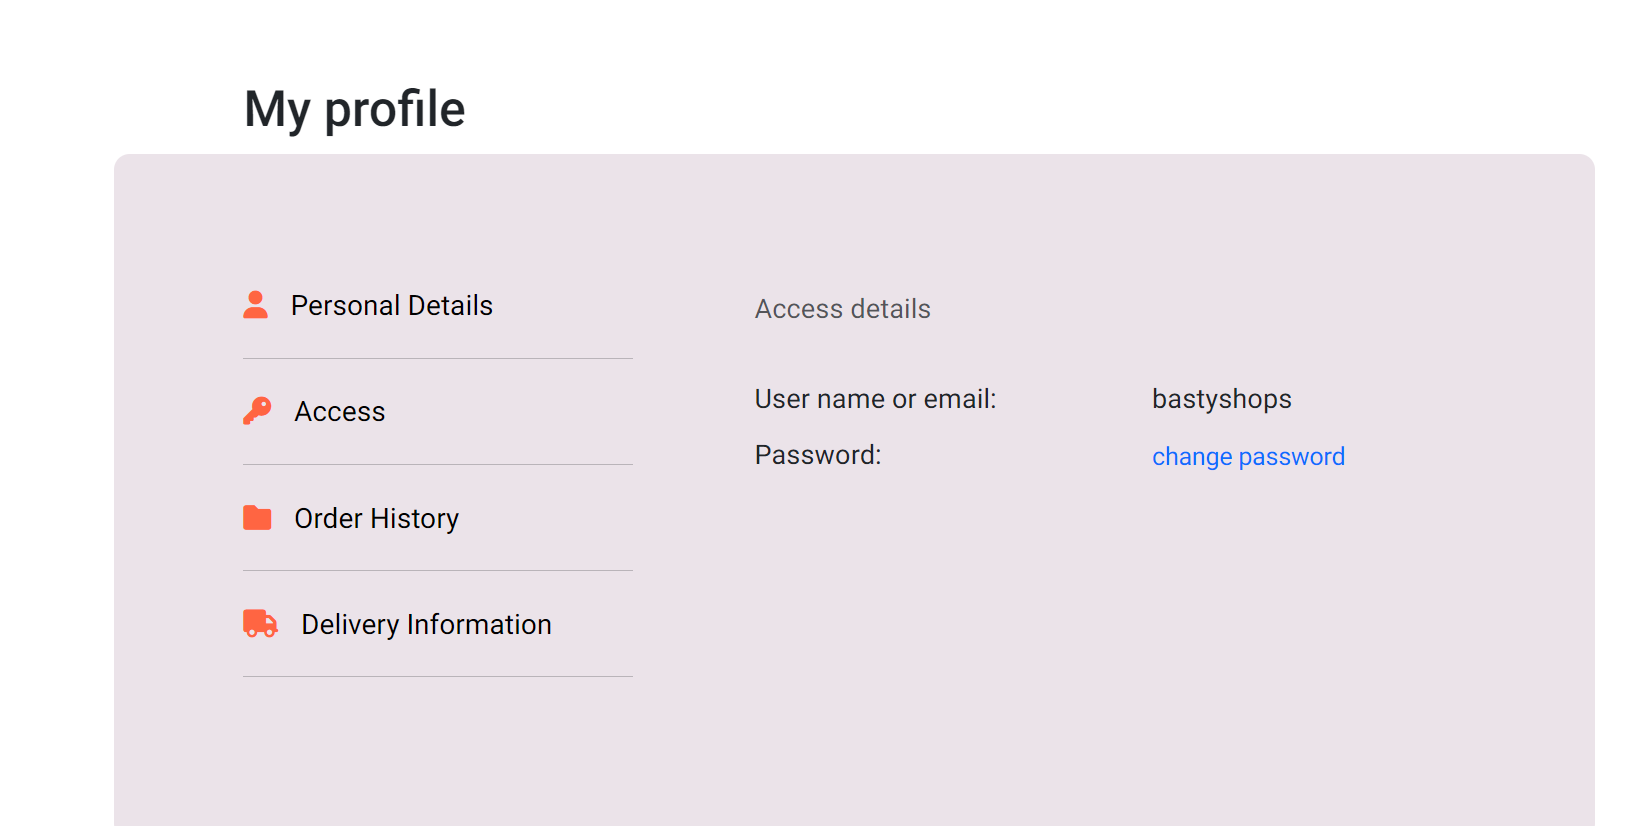 My profile
Personal Details
Access
Order History
Delivery Information
Access details
User name or email: bastyshops
Password: change password